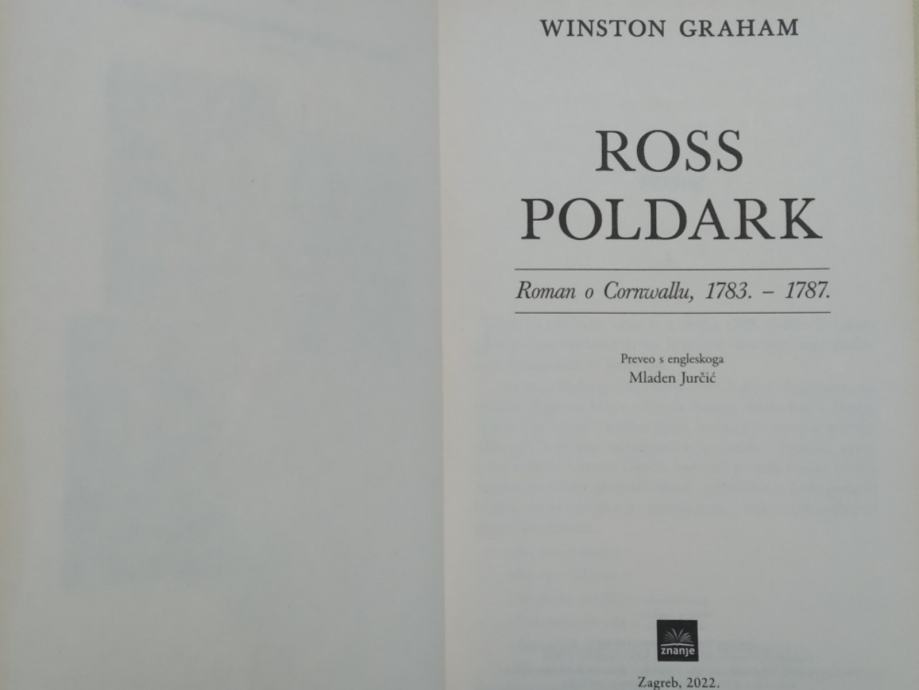 WINSTON GRAHAM
ROSS
POLDARK
Roman o Cornwallu, 1783. – 1787.
Preveo s engleskoga
Mladen Jurčić
znanje
Zagreb, 2022.